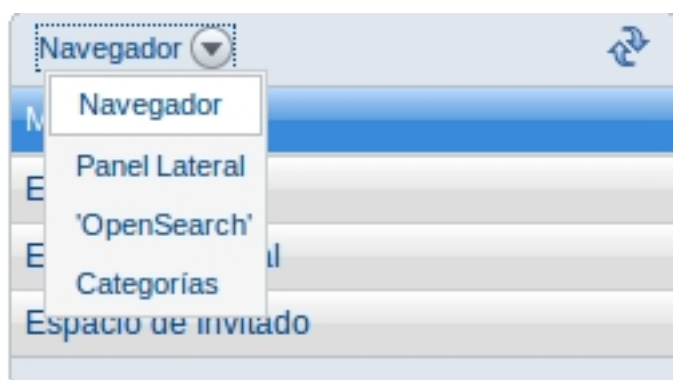 Navegador
Navegador
Panel Lateral
'OpenSearch'
Categorías
Espacio de Invitado